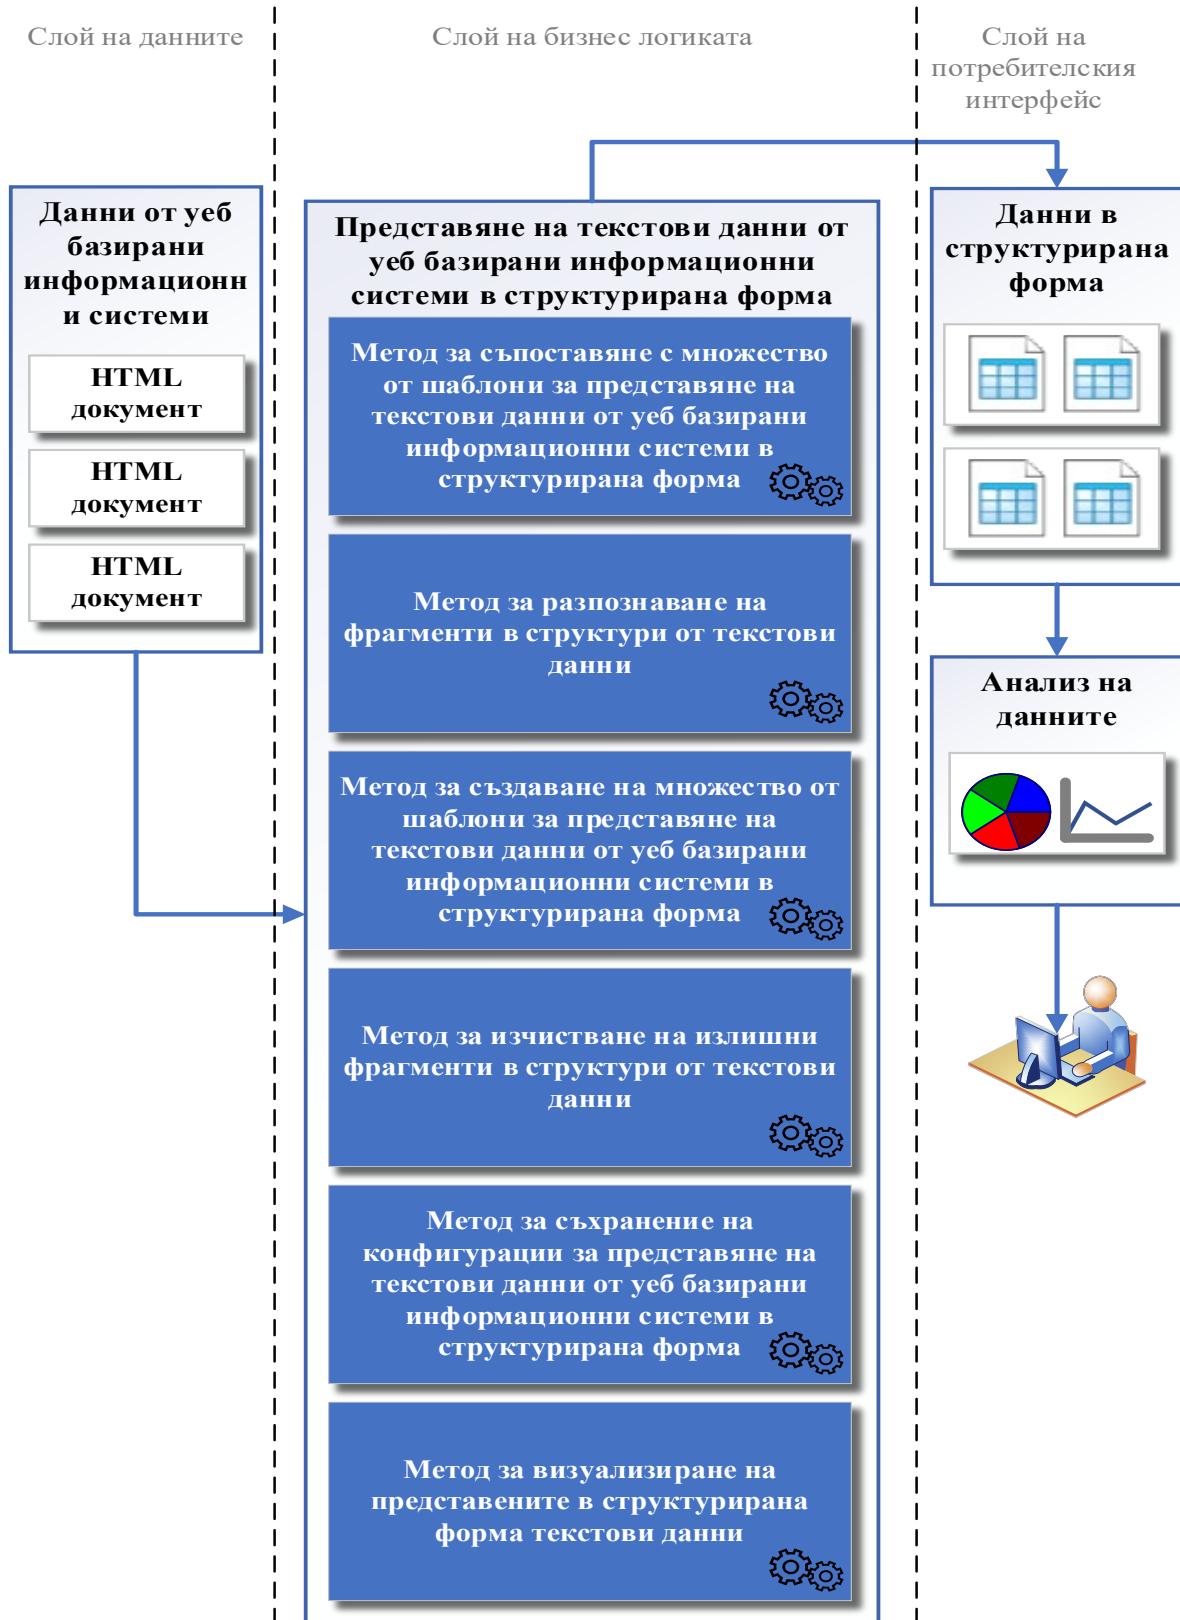 Слой на данните
Слой на бизнес логиката
Слой на
потребителския
интерфейс
Данни от уеб
базирани
информационн
и системи
HTML
документ
HTML
документ
HTML
документ
Представяне на текстови данни от
уеб базирани информационни
системи в структурирана форма
Метод за съпоставяне с множество
от шаблони за представяне на
текстови данни от уеб базирани
информационни системи в
структурирана форма
Метод за разпознаване на
фрагменти в структури от текстови
данни
Метод за създаване на множество от
шаблони за представяне на
текстови данни от уеб базирани
информационни системи в
структурирана форма
Метод за изчистване на излишни
фрагменти в структури от текстови
данни
Метод за съхранение на
конфигурации за представяне на
текстови данни от уеб базирани
информационни системи в
структурирана форма
Метод за визуализиране на
представените в структурирана
форма текстови данни
Данни в
структурирана
форма
Анализ на
данните